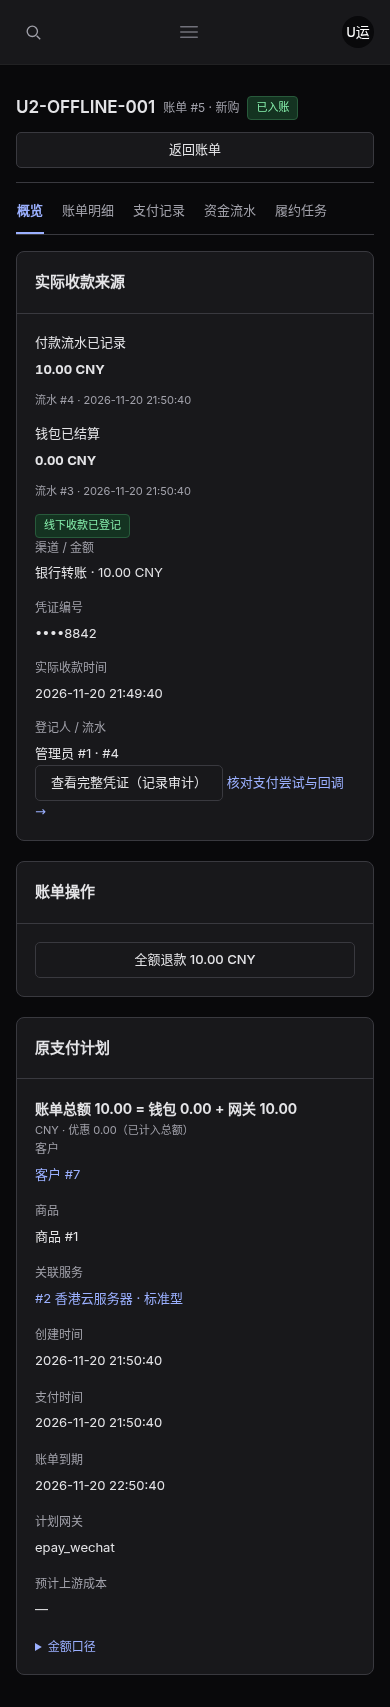 U运
U2-OFFLINE-001 账单 #5 · 新购 已入账
返回账单
概览 账单明细 支付记录 资金流水 履约任务
实际收款来源
付款流水已记录
10.00 CNY
流水 #4 · 2026-11-20 21:50:40
钱包已结算
0.00 CNY
流水 #3 · 2026-11-20 21:50:40
线下收款已登记
渠道 / 金额
银行转账 · 10.00 CNY
凭证编号
••••8842
实际收款时间
2026-11-20 21:49:40
登记人 / 流水
管理员 #1 · #4
查看完整凭证（记录审计） 核对支付尝试与回调
→
账单操作
全额退款 10.00 CNY
原支付计划
账单总额 10.00 = 钱包 0.00 + 网关 10.00
CNY · 优惠 0.00（已计入总额）
客户
客户 #7
商品
商品 #1
关联服务
#2 香港云服务器 · 标准型
创建时间
2026-11-20 21:50:40
支付时间
2026-11-20 21:50:40
账单到期
2026-11-20 22:50:40
计划网关
epay_wechat
预计上游成本
—
▶ 金额口径